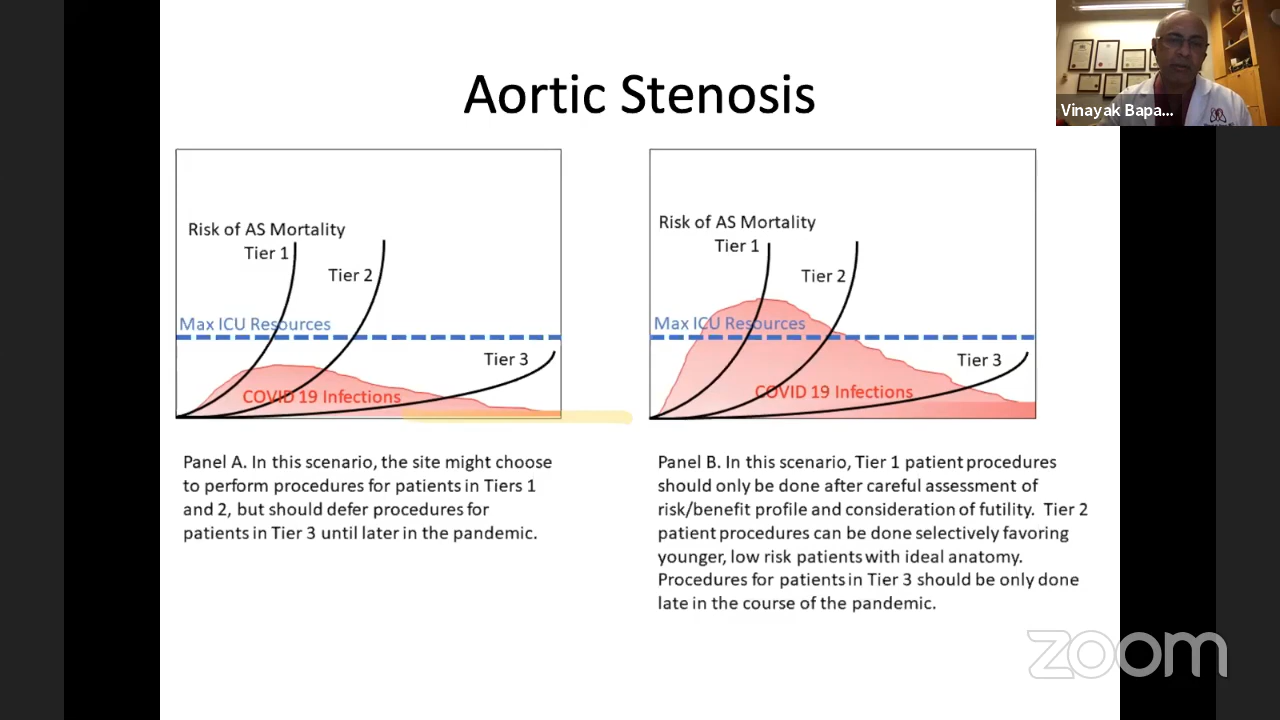 Aortic Stenosis
Vinayak Bapa...
Risk of AS Mortality
Tier 1
Tier 2
Max ICU Resources
Tier 3
COVID 19 Infections
Panel A. In this scenario, the site might choose
to perform procedures for patients in Tiers 1
and 2, but should defer procedures for
patients in Tier 3 until later in the pandemic.
Risk of AS Mortality
Tier 1
Tier 2
Max ICU Resources
Tier 3
COVID 19 Infections
Panel B. In this scenario, Tier 1 patient procedures
should only be done after careful assessment of
risk/benefit profile and consideration of futility. Tier 2
patient procedures can be done selectively favoring
younger, low risk patients with ideal anatomy.
Procedures for patients in Tier 3 should be only done
late in the course of the pandemic.
zoom